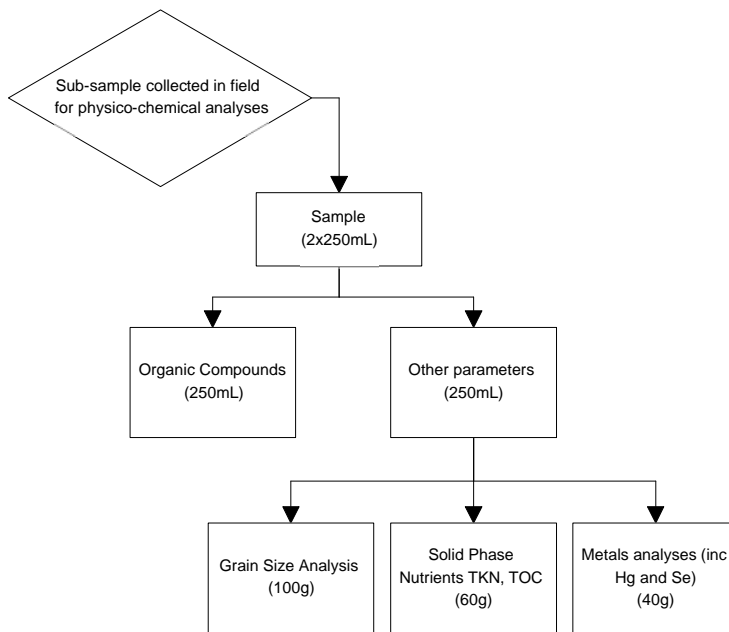 Sub-sample collected in field
for physico-chemical analyses
Sample
(2x250mL)
Organic Compounds
(250mL)
Other parameters
(250mL)
Grain Size Analysis
(100g)
Solid Phase
Nutrients TKN, TOC
(60g)
Metals analyses (inc
Hg and Se)
(40g)